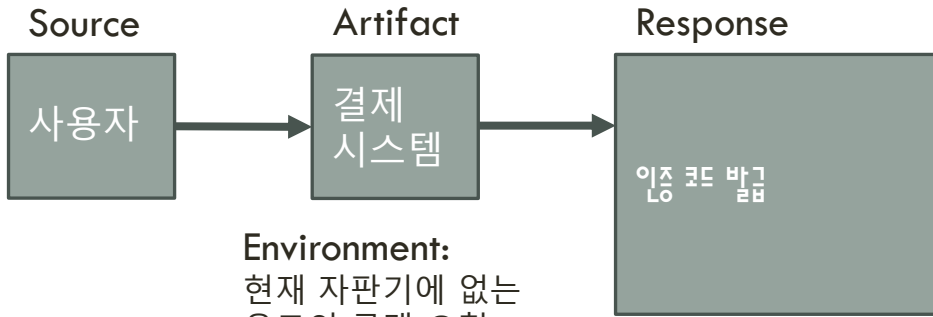 Source
Artifact
Response
사용자
결제
시스템
인증 코드 발급
Environment:
현재 자판기에 없는